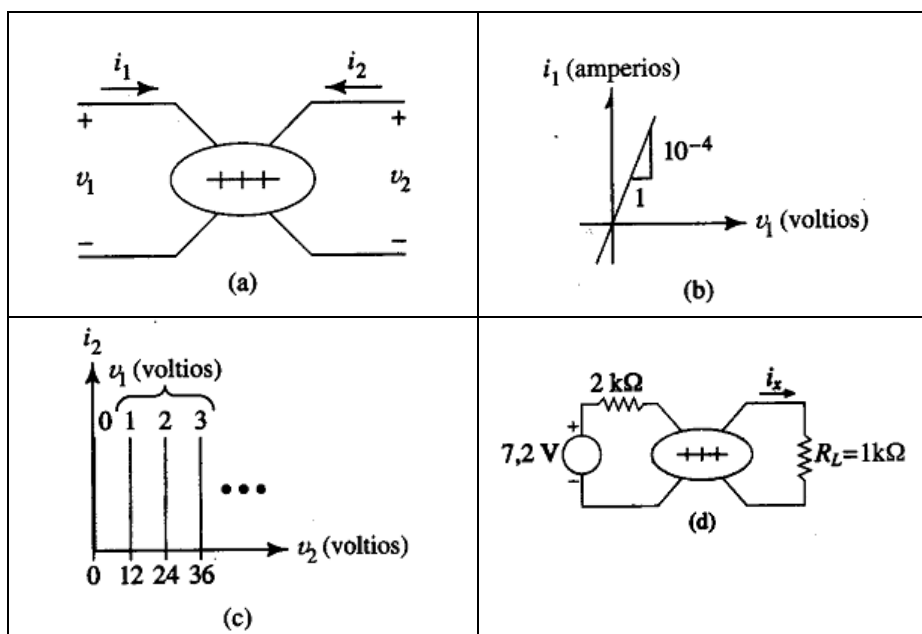 i₁
i₂
+
+
v₁
v₂
−
−
(a)
i₁ (amperios)
10⁻⁴
1
v₁ (voltios)
(b)
i₂
v₁ (voltios)
0 1 2 3
v₂ (voltios)
0 12 24 36
(c)
2 kΩ
iₓ
+
7,2 V
−
R_L=1kΩ
(d)